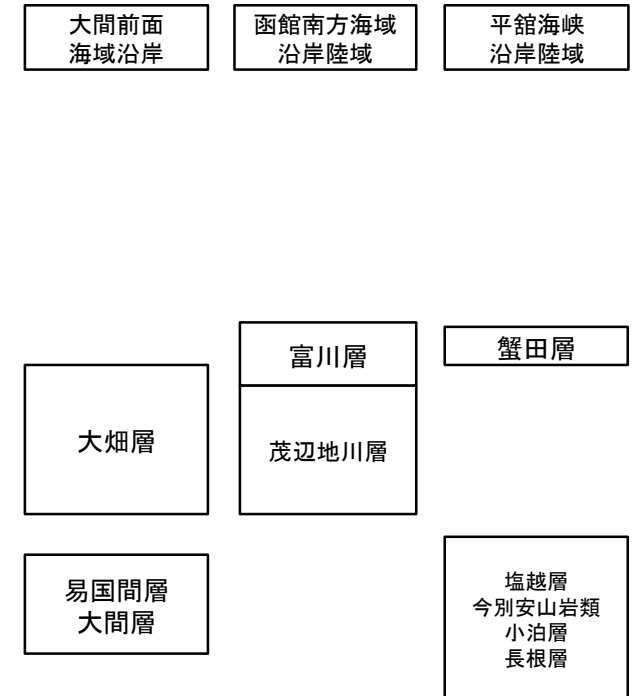 大間前面
海域沿岸
函館南方海域
沿岸陸域
平舘海峡
沿岸陸域
富川層
蟹田層
大畑層
茂辺地川層
易国間層
大間層
塩越層
今別安山岩類
小泊層
長根層